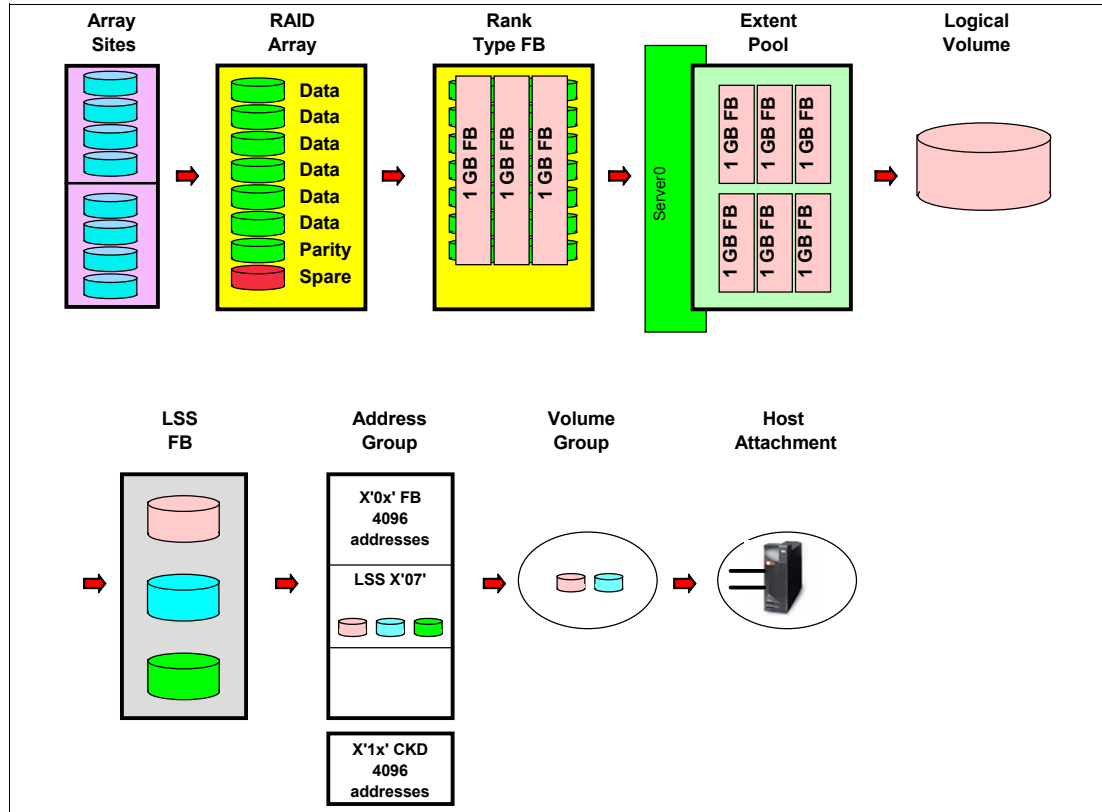 Array
Sites
RAID
Array
Rank
Type FB
Extent
Pool
Logical
Volume
Data
Data
Data
Data
Data
Data
Parity
Spare
1 GB FB
1 GB FB
1 GB FB
Server0
1 GB FB
1 GB FB
1 GB FB
1 GB FB
1 GB FB
1 GB FB
LSS
FB
Address
Group
Volume
Group
Host
Attachment
X'0x' FB
4096
addresses
LSS X'07'
X'1x' CKD
4096
addresses